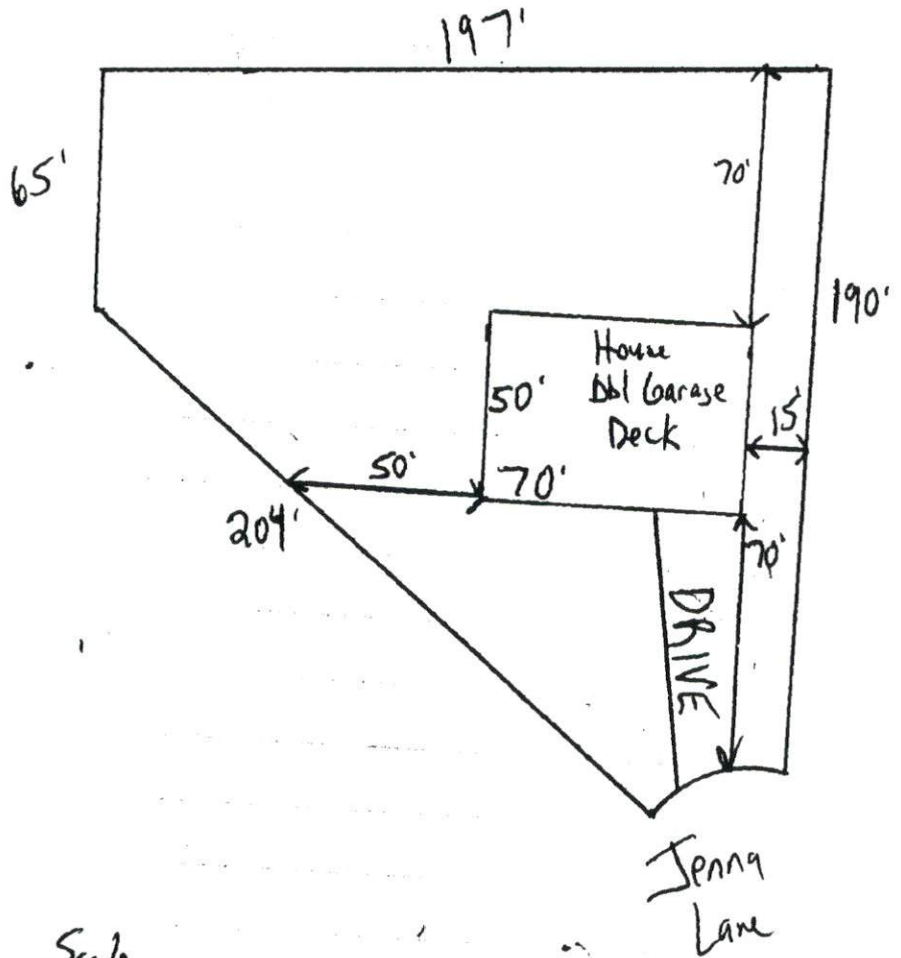 197'
65'
70'
190'
House
Dbl Garage
Deck
50'
15'
50'
70'
204'
70'
DRIVE
Jenna
Lane